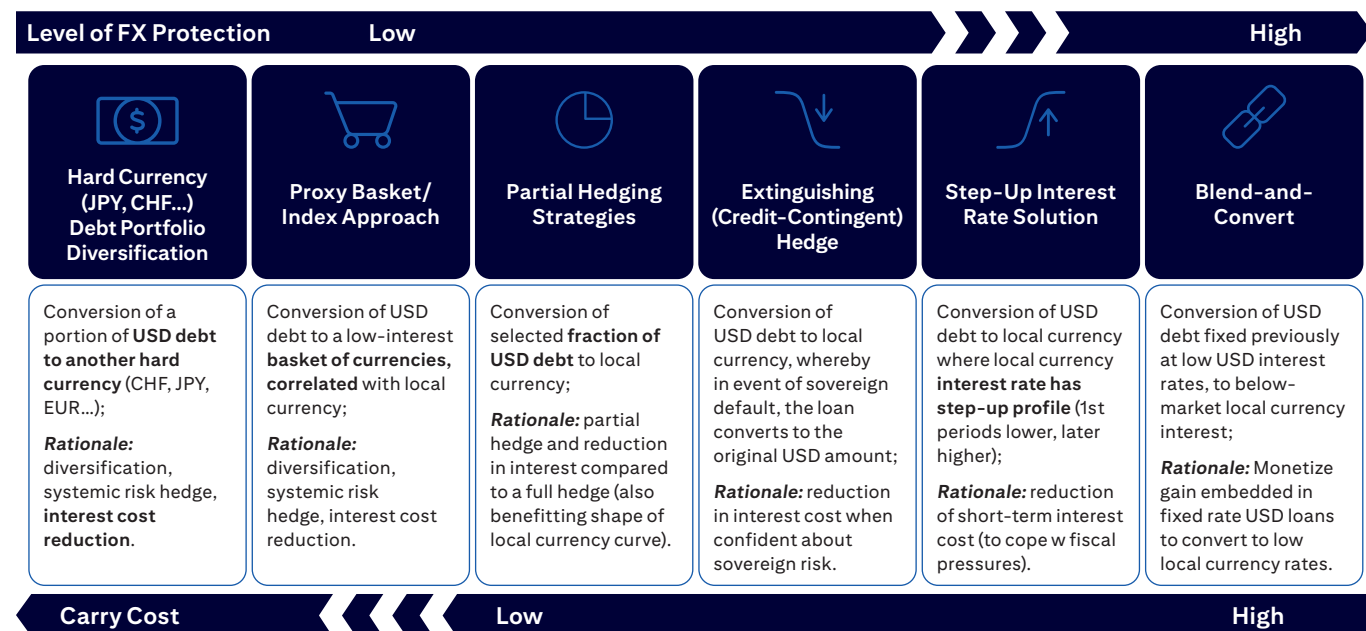 Level of FX Protection Low High
Hard Currency
(JPY, CHF...)
Debt Portfolio
Diversification
Conversion of a
portion of USD debt
to another hard
currency (CHF, JPY,
EUR...);
Rationale:
diversification,
systemic risk hedge,
interest cost
reduction.
Proxy Basket/
Index Approach
Conversion of USD
debt to a low-interest
basket of currencies,
correlated with local
currency;
Rationale:
diversification,
systemic risk
hedge, interest cost
reduction.
Partial Hedging
Strategies
Conversion of
selected fraction of
USD debt to local
currency;
Rationale: partial
hedge and reduction
in interest compared
to a full hedge (also
benefitting shape of
local currency curve).
Extinguishing
(Credit-Contingent)
Hedge
Conversion of
USD debt to local
currency, whereby
in event of sovereign
default, the loan
converts to the
original USD amount;
Rationale: reduction
in interest cost when
confident about
sovereign risk.
Step-Up Interest
Rate Solution
Conversion of USD
debt to local currency
where local currency
interest rate has
step-up profile (1st
periods lower, later
higher);
Rationale: reduction
of short-term interest
cost (to cope w fiscal
pressures).
Blend-and-
Convert
Conversion of USD
debt fixed previously
at low USD interest
rates, to below-
market local currency
interest;
Rationale: Monetize
gain embedded in
fixed rate USD loans
to convert to low
local currency rates.
Carry Cost Low High